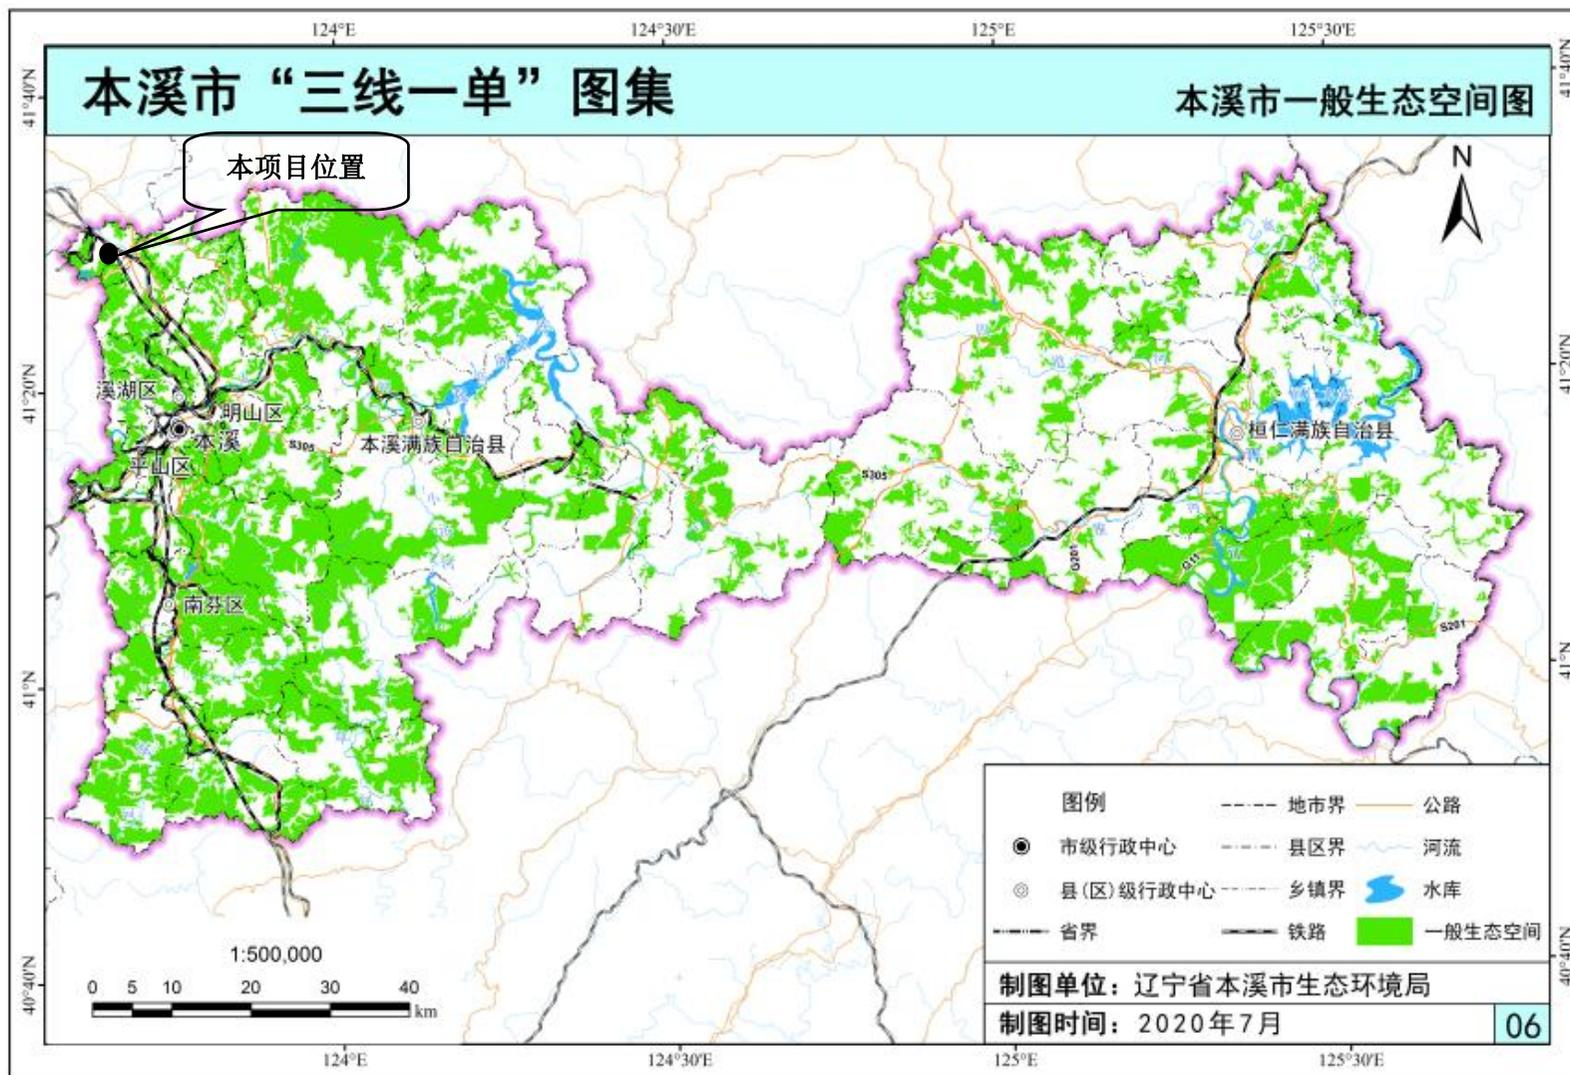 124°E
124°30'E
125°E
125°30'E
本溪市“三线一单”图集
本溪市一般生态空间图
本项目位置
N
41°40'N
41°40'N
41°20'N
41°20'N
41°N
41°N
40°40'N
40°40'N
溪湖区
明山区
本溪
平山区
S305
本溪满族自治县
南芬区
S305
桓仁满族自治县
G201
G11
S201
图例
地市界
公路
市级行政中心
县区界
河流
县(区)级行政中心
乡镇界
水库
省界
铁路
一般生态空间
1:500,000
0 5 10 20 30 40
km
制图单位：辽宁省本溪市生态环境局
制图时间：2020年7月
06
124°E
124°30'E
125°E
125°30'E